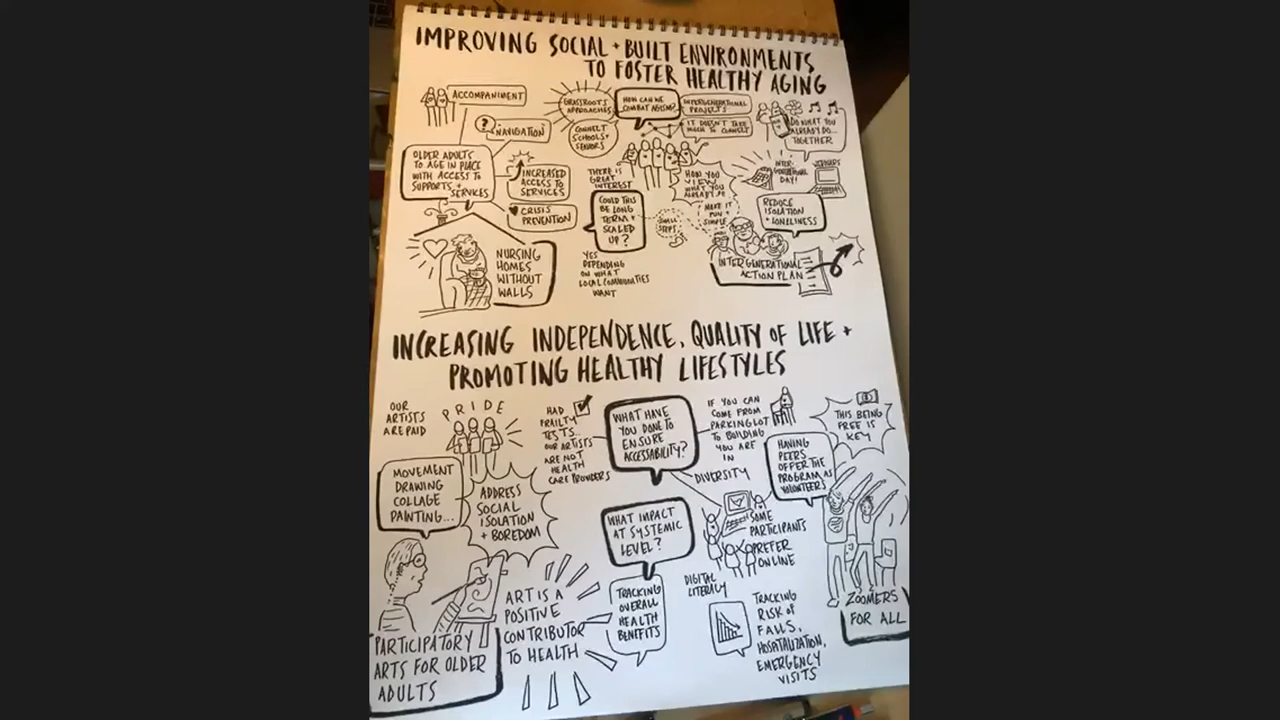 IMPROVING SOCIAL + BUILT ENVIRONMENTS
TO FOSTER HEALTHY AGING
ACCOMPANIMENT
?
"NAVIGATION"
OLDER ADULTS
TO AGE IN PLACE
WITH ACCESS TO
SUPPORTS +
SERVICES
INCREASED
ACCESS TO
SERVICES
CRISIS
PREVENTION
NURSING
HOMES
WITHOUT
WALLS
GRASSROOTS
APPROACHES
CONNECT
SCHOOLS +
SENIORS
HOW CAN WE
COMBAT AGEISM?
INTERGENERATIONAL
PROJECTS
IT DOESN'T TAKE
MUCH TO CONNECT
THERE IS
GREAT
INTEREST
COULD THIS
BE LONG
TERM +
SCALED
UP?
YES
DEPENDING
ON WHAT
LOCAL COMMUNITIES
WANT
SMALL
STEPS
HOW YOU
VIEW
WHAT YOU
ALREADY DO
MAKE IT
FUN +
SIMPLE
DO WHAT YOU
ALREADY DO...
TOGETHER
INTER-
GENERATIONAL
DAY!
WEBINARS
REDUCE
ISOLATION
+ LONELINESS
INTERGENERATIONAL
ACTION PLAN
INCREASING INDEPENDENCE, QUALITY OF LIFE +
PROMOTING HEALTHY LIFESTYLES
OUR
ARTISTS
ARE PAID
PRIDE
MOVEMENT
DRAWING
COLLAGE
PAINTING...
ADDRESS
SOCIAL
ISOLATION
+ BOREDOM
PARTICIPATORY
ARTS FOR OLDER
ADULTS
ART IS A
POSITIVE
CONTRIBUTOR
TO HEALTH
HAD
FRAILTY
TESTS...
OUR ARTISTS
ARE NOT
HEALTH
CARE PROVIDERS
WHAT HAVE
YOU DONE TO
ENSURE
ACCESSABILITY?
IF YOU CAN
COME FROM
PARKING LOT
TO BUILDING
YOU ARE
IN
DIVERSITY
WHAT IMPACT
AT SYSTEMIC
LEVEL?
TRACKING
OVERALL
HEALTH
BENEFITS
SOME
PARTICIPANTS
PREFER
ONLINE
DIGITAL
LITERACY
TRACKING
RISK OF
FALLS,
HOSPITALIZATION,
EMERGENCY
VISITS
HAVING
PEERS
OFFER THE
PROGRAM AS
VOLUNTEERS
THIS BEING
FREE IS
KEY
ZOOMERS
FOR ALL